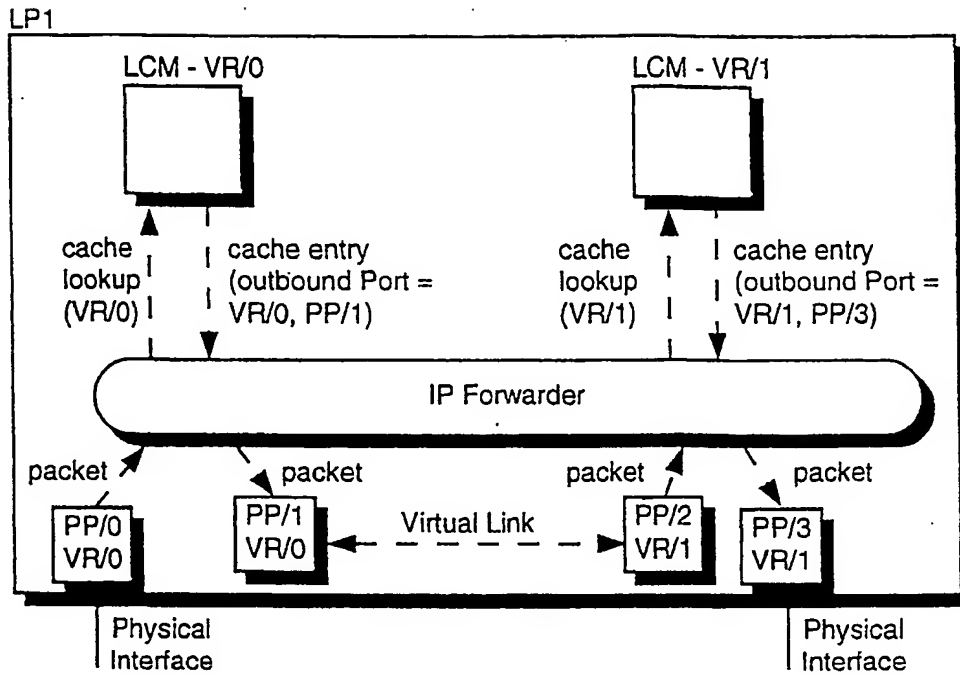 LP1
LCM - VR/0
LCM - VR/1
cache
lookup
(VR/0)
cache entry
(outbound Port =
VR/0, PP/1)
cache
lookup
(VR/1)
cache entry
(outbound Port =
VR/1, PP/3)
IP Forwarder
packet
packet
packet
packet
PP/0
VR/0
PP/1
VR/0
Virtual Link
PP/2
VR/1
PP/3
VR/1
Physical
Interface
Physical
Interface